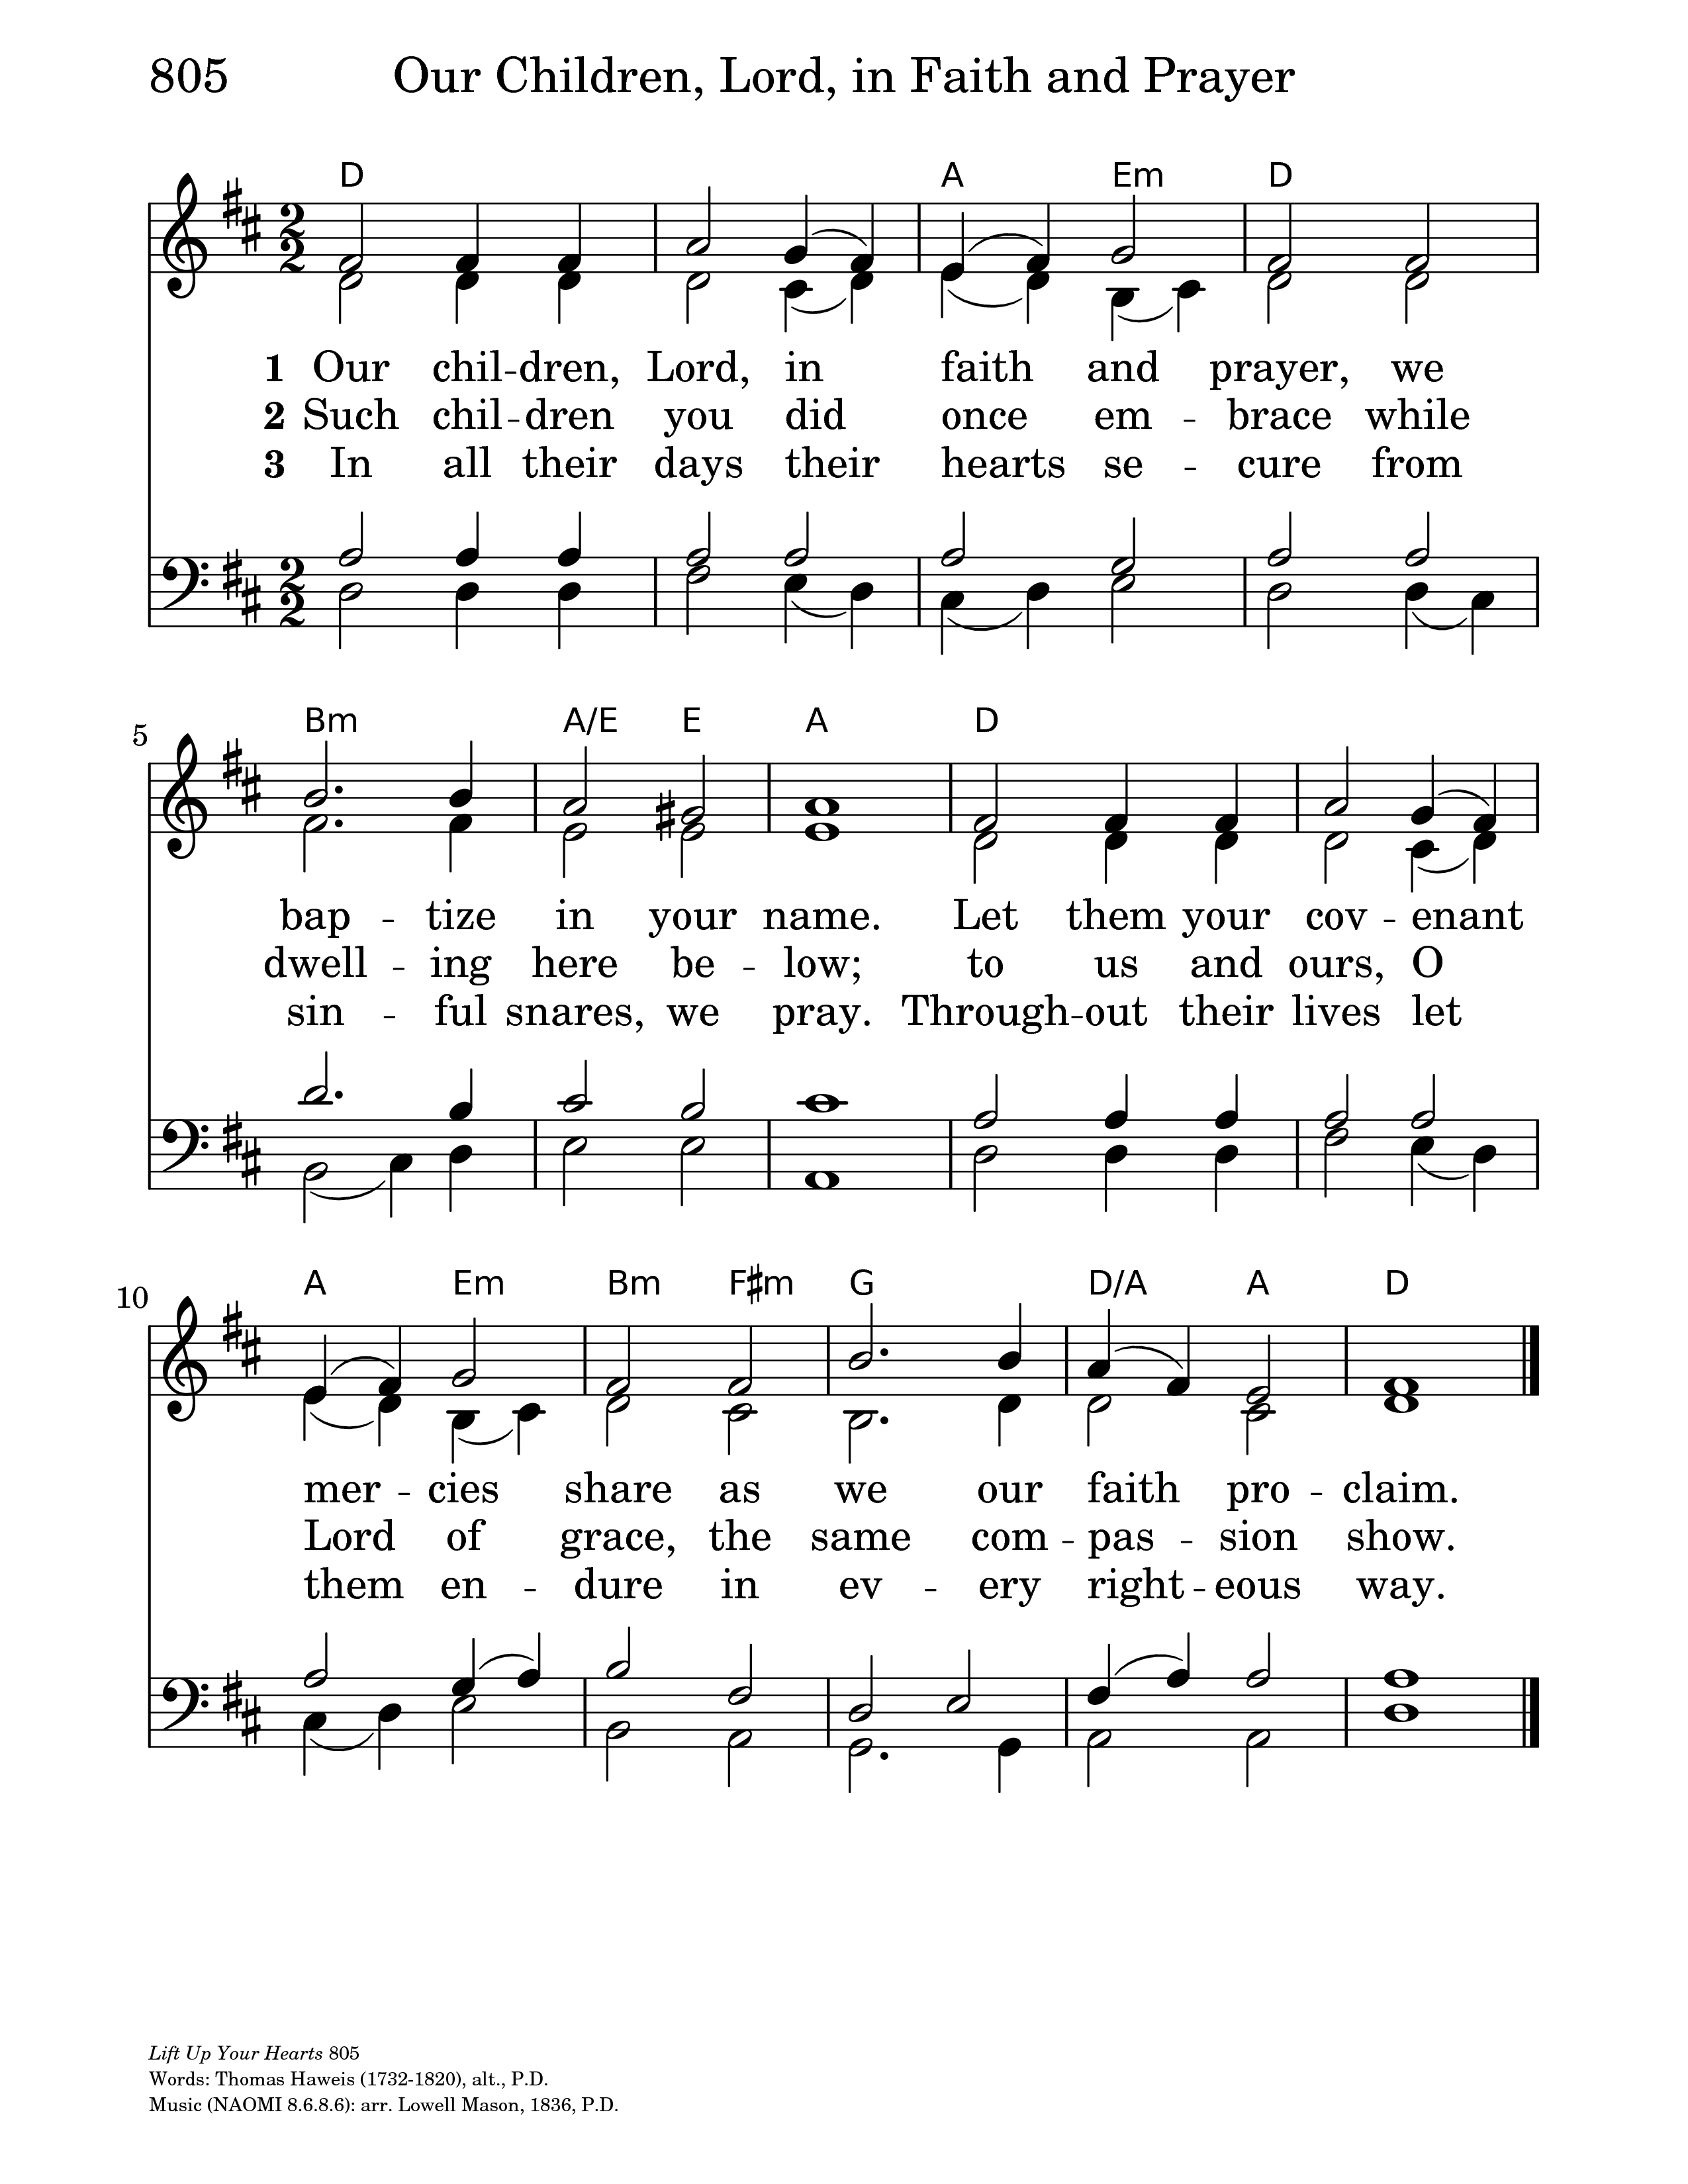 805 Our Children, Lord, in Faith and Prayer
D A Em D
1 Our chil - dren, Lord, in faith and prayer, we
2 Such chil - dren you did once em - brace while
3 In all their days their hearts se - cure from
5 Bm A/E E A D
bap - tize in your name. Let them your cov - enant
dwell - ing here be - low; to us and ours, O
sin - ful snares, we pray. Through - out their lives let
10 A Em Bm F♯m G D/A A D
mer - cies share as we our faith pro - claim.
Lord of grace, the same com - pas - sion show.
them en - dure in ev - ery right - eous way.
Lift Up Your Hearts 805
Words: Thomas Haweis (1732-1820), alt., P.D.
Music (NAOMI 8.6.8.6): arr. Lowell Mason, 1836, P.D.